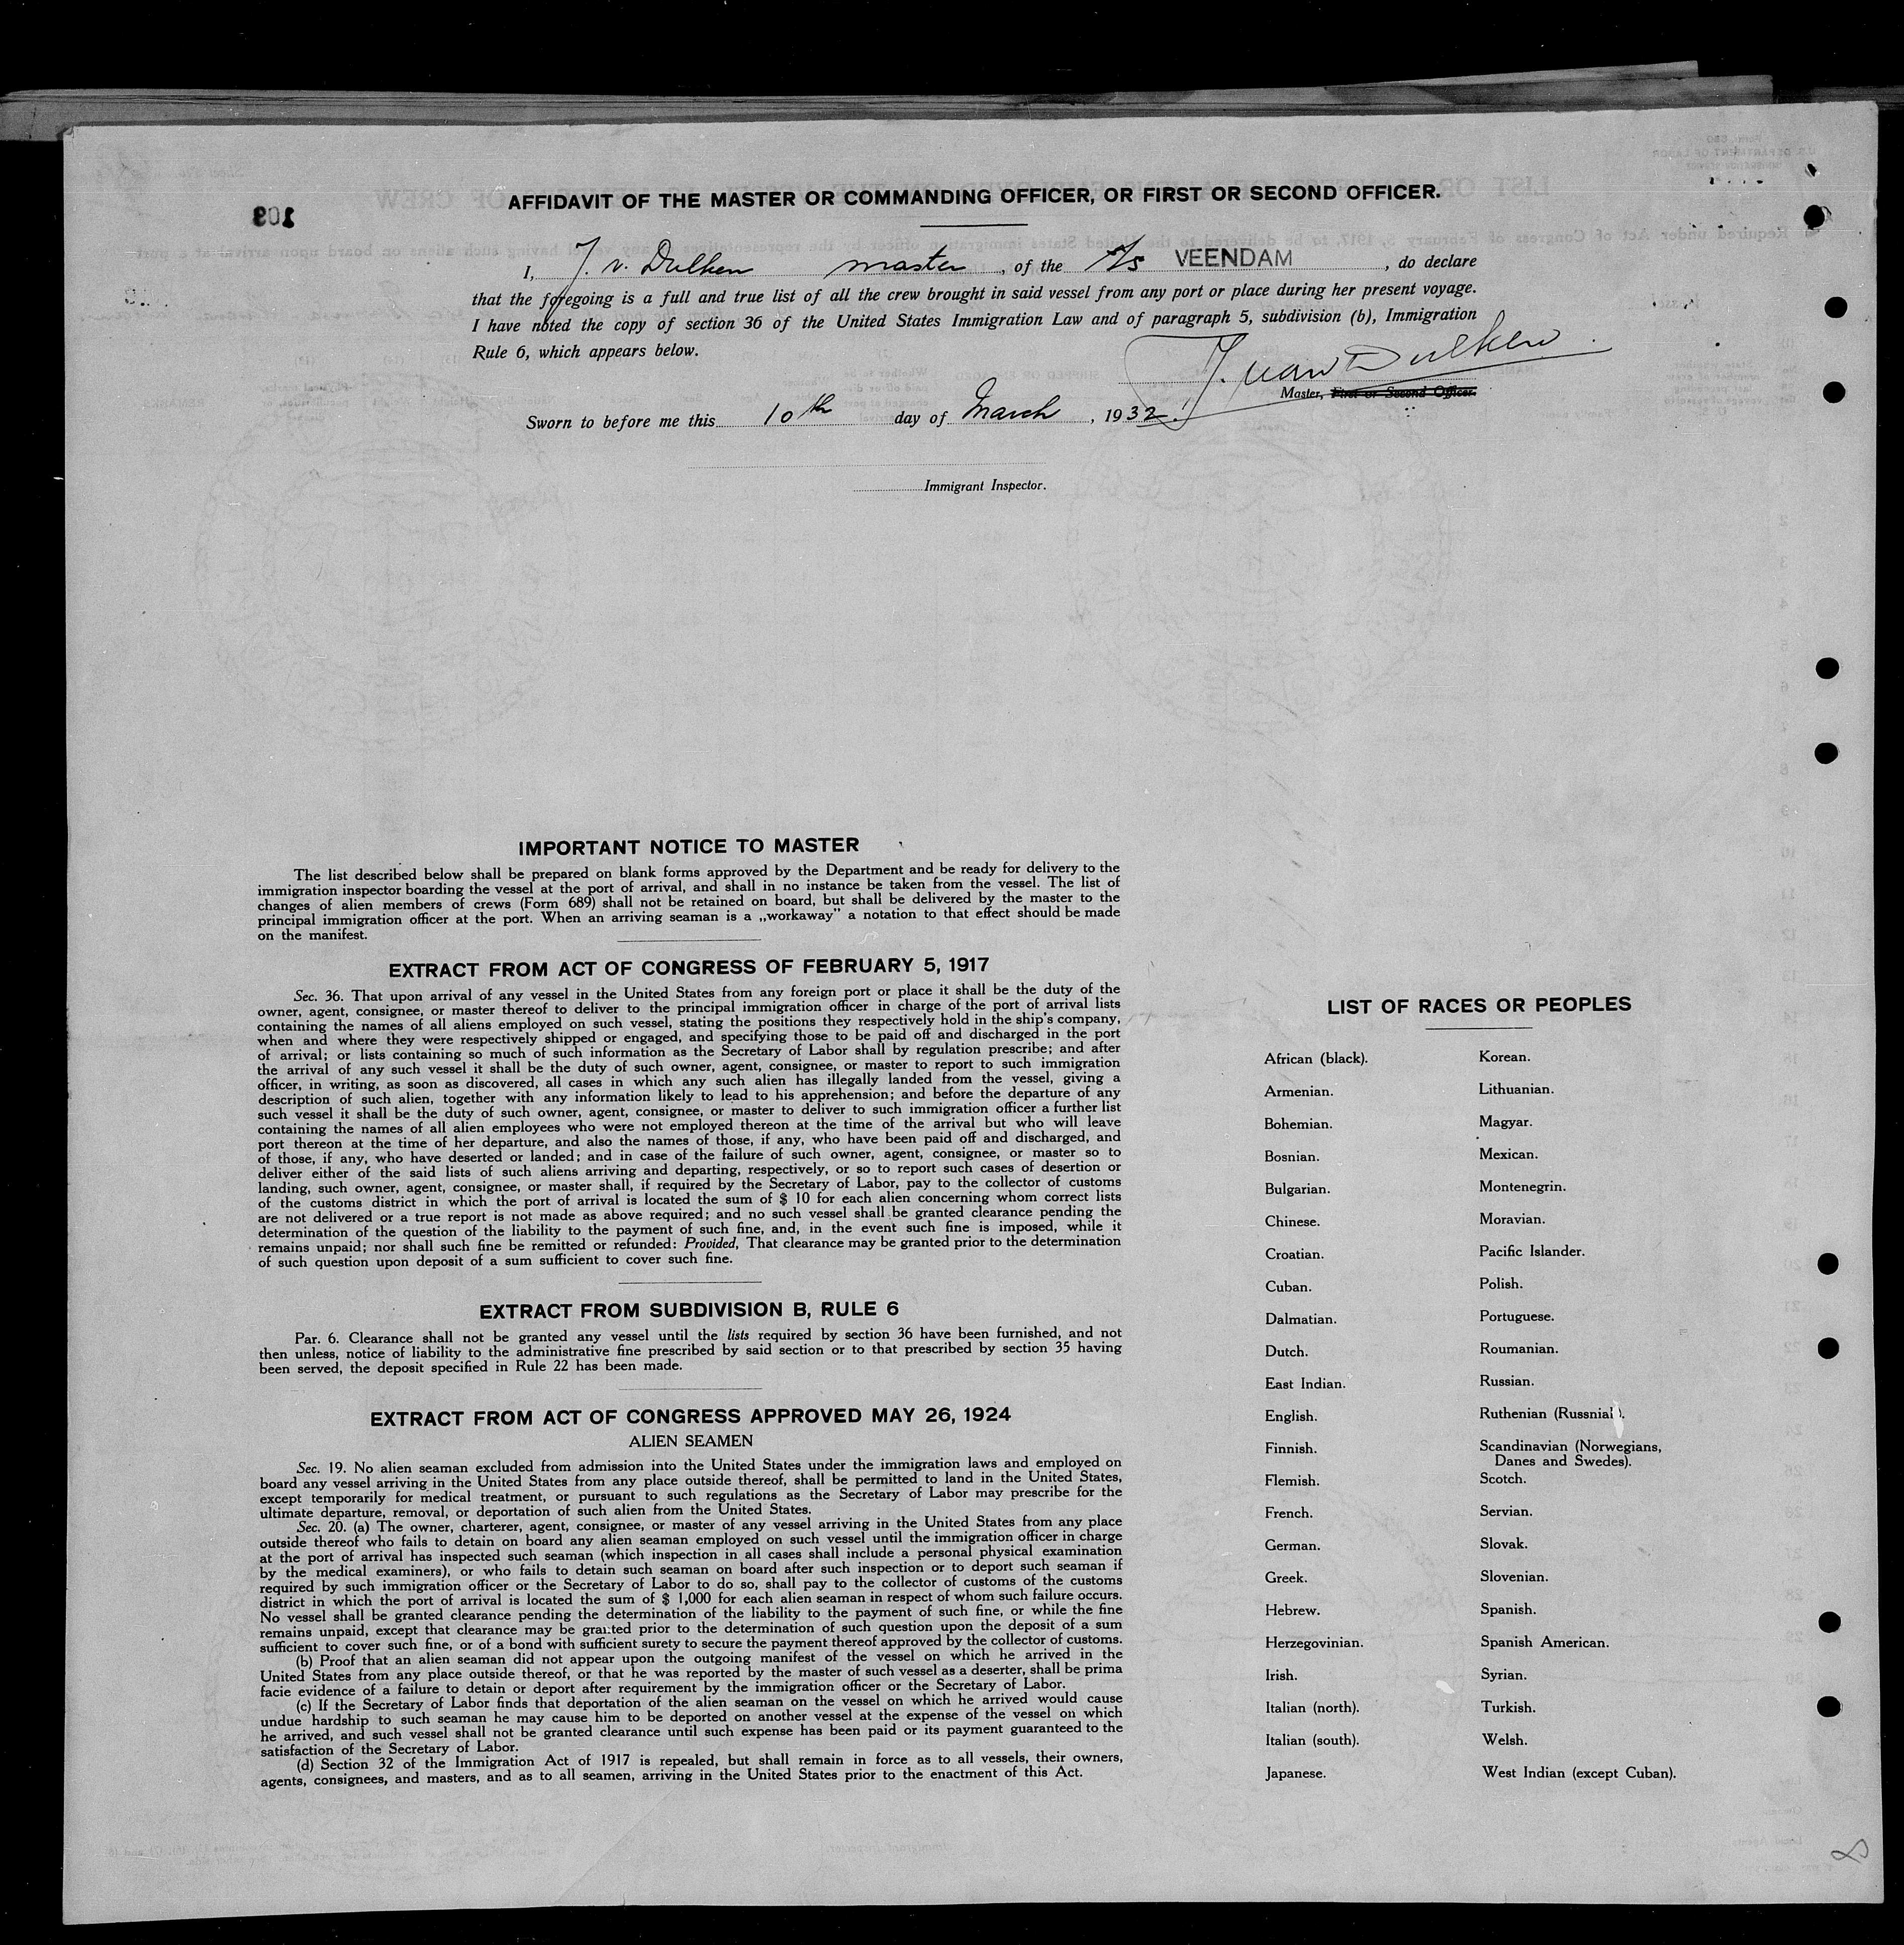 AFFIDAVIT OF THE MASTER OR COMMANDING OFFICER, OR FIRST OR SECOND OFFICER.
I, J. v. Dulken master, of the S/S VEENDAM, do declare
that the foregoing is a full and true list of all the crew brought in said vessel from any port or place during her present voyage.
I have noted the copy of section 36 of the United States Immigration Law and of paragraph 5, subdivision (b), Immigration
Rule 6, which appears below.
J. van Dulken
Master, First or Second Officer.
Sworn to before me this 10th day of March, 1932.
Immigrant Inspector.
IMPORTANT NOTICE TO MASTER
The list described below shall be prepared on blank forms approved by the Department and be ready for delivery to the
immigration inspector boarding the vessel at the port of arrival, and shall in no instance be taken from the vessel. The list of
changes of alien members of crews (Form 689) shall not be retained on board, but shall be delivered by the master to the
principal immigration officer at the port. When an arriving seaman is a „workaway” a notation to that effect should be made
on the manifest.
EXTRACT FROM ACT OF CONGRESS OF FEBRUARY 5, 1917
Sec. 36. That upon arrival of any vessel in the United States from any foreign port or place it shall be the duty of the
owner, agent, consignee, or master thereof to deliver to the principal immigration officer in charge of the port of arrival lists
containing the names of all aliens employed on such vessel, stating the positions they respectively hold in the ship's company,
when and where they were respectively shipped or engaged, and specifying those to be paid off and discharged in the port
of arrival; or lists containing so much of such information as the Secretary of Labor shall by regulation prescribe; and after
the arrival of any such vessel it shall be the duty of such owner, agent, consignee, or master to report to such immigration
officer, in writing, as soon as discovered, all cases in which any such alien has illegally landed from the vessel, giving a
description of such alien, together with any information likely to lead to his apprehension; and before the departure of any
such vessel it shall be the duty of such owner, agent, consignee, or master to deliver to such immigration officer a further list
containing the names of all alien employees who were not employed thereon at the time of the arrival but who will leave
port thereon at the time of her departure, and also the names of those, if any, who have been paid off and discharged, and
of those, if any, who have deserted or landed; and in case of the failure of such owner, agent, consignee, or master so to
deliver either of the said lists of such aliens arriving and departing, respectively, or so to report such cases of desertion or
landing, such owner, agent, consignee, or master shall, if required by the Secretary of Labor, pay to the collector of customs
of the customs district in which the port of arrival is located the sum of $ 10 for each alien concerning whom correct lists
are not delivered or a true report is not made as above required; and no such vessel shall be granted clearance pending the
determination of the question of the liability to the payment of such fine, and, in the event such fine is imposed, while it
remains unpaid; nor shall such fine be remitted or refunded: Provided, That clearance may be granted prior to the determination
of such question upon deposit of a sum sufficient to cover such fine.
EXTRACT FROM SUBDIVISION B, RULE 6
Par. 6. Clearance shall not be granted any vessel until the lists required by section 36 have been furnished, and not
then unless, notice of liability to the administrative fine prescribed by said section or to that prescribed by section 35 having
been served, the deposit specified in Rule 22 has been made.
EXTRACT FROM ACT OF CONGRESS APPROVED MAY 26, 1924
ALIEN SEAMEN
Sec. 19. No alien seaman excluded from admission into the United States under the immigration laws and employed on
board any vessel arriving in the United States from any place outside thereof, shall be permitted to land in the United States,
except temporarily for medical treatment, or pursuant to such regulations as the Secretary of Labor may prescribe for the
ultimate departure, removal, or deportation of such alien from the United States.
Sec. 20. (a) The owner, charterer, agent, consignee, or master of any vessel arriving in the United States from any place
outside thereof who fails to detain on board any alien seaman employed on such vessel until the immigration officer in charge
at the port of arrival has inspected such seaman (which inspection in all cases shall include a personal physical examination
by the medical examiners), or who fails to detain such seaman on board after such inspection or to deport such seaman if
required by such immigration officer or the Secretary of Labor to do so, shall pay to the collector of customs of the customs
district in which the port of arrival is located the sum of $ 1,000 for each alien seaman in respect of whom such failure occurs.
No vessel shall be granted clearance pending the determination of the liability to the payment of such fine, or while the fine
remains unpaid, except that clearance may be granted prior to the determination of such question upon the deposit of a sum
sufficient to cover such fine, or of a bond with sufficient surety to secure the payment thereof approved by the collector of customs.
(b) Proof that an alien seaman did not appear upon the outgoing manifest of the vessel on which he arrived in the
United States from any place outside thereof, or that he was reported by the master of such vessel as a deserter, shall be prima
facie evidence of a failure to detain or deport after requirement by the immigration officer or the Secretary of Labor.
(c) If the Secretary of Labor finds that deportation of the alien seaman on the vessel on which he arrived would cause
undue hardship to such seaman he may cause him to be deported on another vessel at the expense of the vessel on which
he arrived, and such vessel shall not be granted clearance until such expense has been paid or its payment guaranteed to the
satisfaction of the Secretary of Labor.
(d) Section 32 of the Immigration Act of 1917 is repealed, but shall remain in force as to all vessels, their owners,
agents, consignees, and masters, and as to all seamen, arriving in the United States prior to the enactment of this Act.
LIST OF RACES OR PEOPLES
African (black).
Armenian.
Bohemian.
Bosnian.
Bulgarian.
Chinese.
Croatian.
Cuban.
Dalmatian.
Dutch.
East Indian.
English.
Finnish.
Flemish.
French.
German.
Greek.
Hebrew.
Herzegovinian.
Irish.
Italian (north).
Italian (south).
Japanese.
Korean.
Lithuanian.
Magyar.
Mexican.
Montenegrin.
Moravian.
Pacific Islander.
Polish.
Portuguese.
Roumanian.
Russian.
Ruthenian (Russniak).
Scandinavian (Norwegians,
Danes and Swedes).
Scotch.
Servian.
Slovak.
Slovenian.
Spanish.
Spanish American.
Syrian.
Turkish.
Welsh.
West Indian (except Cuban).
8